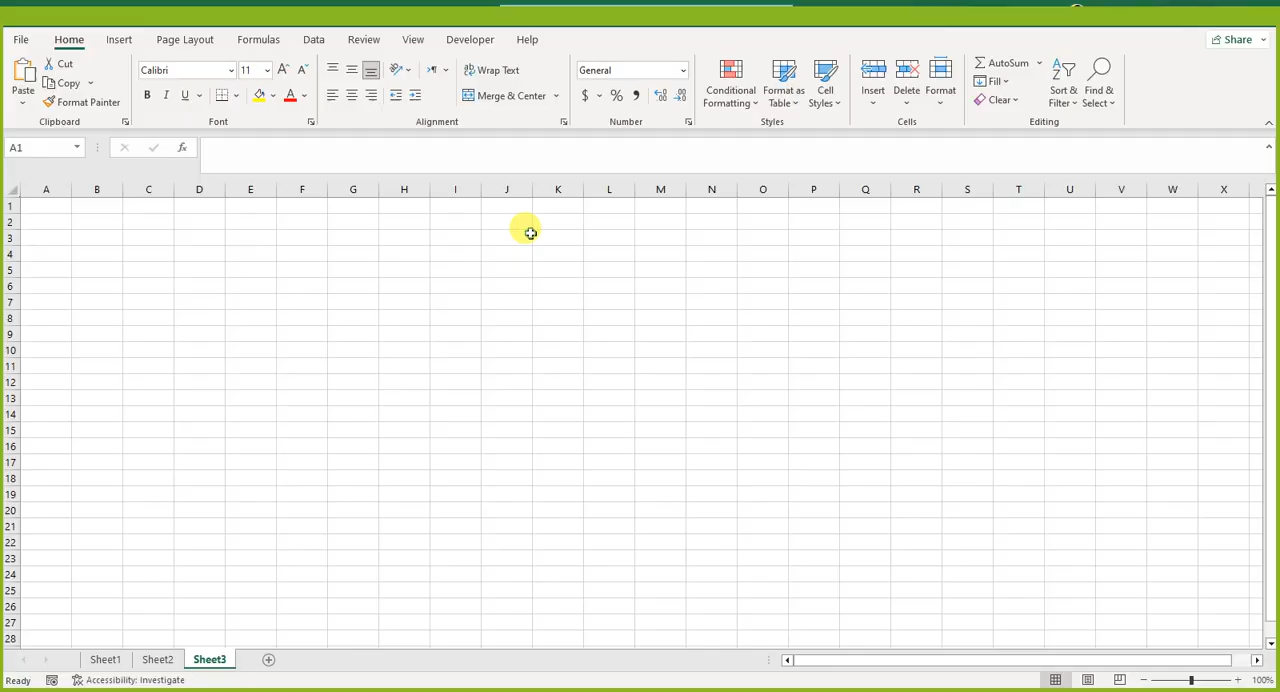 File Home Insert Page Layout Formulas Data Review View Developer Help Share
Paste
Cut
Copy
Format Painter
Clipboard
Calibri 11
B I U
Font
Wrap Text
Merge & Center
Alignment
General
$ %
Number
Conditional Formatting
Format as Table
Cell Styles
Styles
Insert
Delete
Format
Cells
AutoSum
Fill
Clear
Sort & Filter
Find & Select
Editing
A1 fx
A B C D E F G H I J K L M N O P Q R S T U V W X
1
2
3
4
5
6
7
8
9
10
11
12
13
14
15
16
17
18
19
20
21
22
23
24
25
26
27
28
Sheet1 Sheet2 Sheet3
Ready Accessibility: Investigate 100%